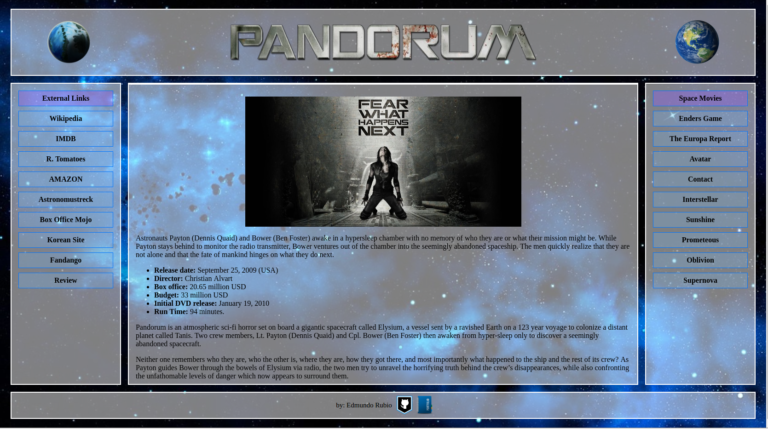 PANDORUM
External Links
Wikipedia
IMDB
R. Tomatoes
AMAZON
Astronomustreck
Box Office Mojo
Korean Site
Fandango
Review
FEAR
WHAT
HAPPENS
NEXT
Astronauts Payton (Dennis Quaid) and Bower (Ben Foster) awake in a hypersleep chamber with no memory of who they are or what their mission might be. While
Payton stays behind to monitor the radio transmitter, Bower ventures out of the chamber into the seemingly abandoned spaceship. The men quickly realize that they are
not alone and that the fate of mankind hinges on what they do next.
• Release date: September 25, 2009 (USA)
• Director: Christian Alvart
• Box office: 20.65 million USD
• Budget: 33 million USD
• Initial DVD release: January 19, 2010
• Run Time: 94 minutes.
Pandorum is an atmospheric sci-fi horror set on board a gigantic spacecraft called Elysium, a vessel sent by a ravished Earth on a 123 year voyage to colonize a distant
planet called Tanis. Two crew members, Lt. Payton (Dennis Quaid) and Cpl. Bower (Ben Foster) then awaken from hyper-sleep only to discover a seemingly
abandoned spacecraft.
Neither one remembers who they are, who the other is, where they are, how they got there, and most importantly what happened to the ship and the rest of its crew? As
Payton guides Bower through the bowels of Elysium via radio, the two men try to unravel the horrifying truth behind the crew's disappearances, while also confronting
the unfathomable levels of danger which now appears to surround them.
Space Movies
Enders Game
The Europa Report
Avatar
Contact
Interstellar
Sunshine
Prometeous
Oblivion
Supernova
by: Edmundo Rubio